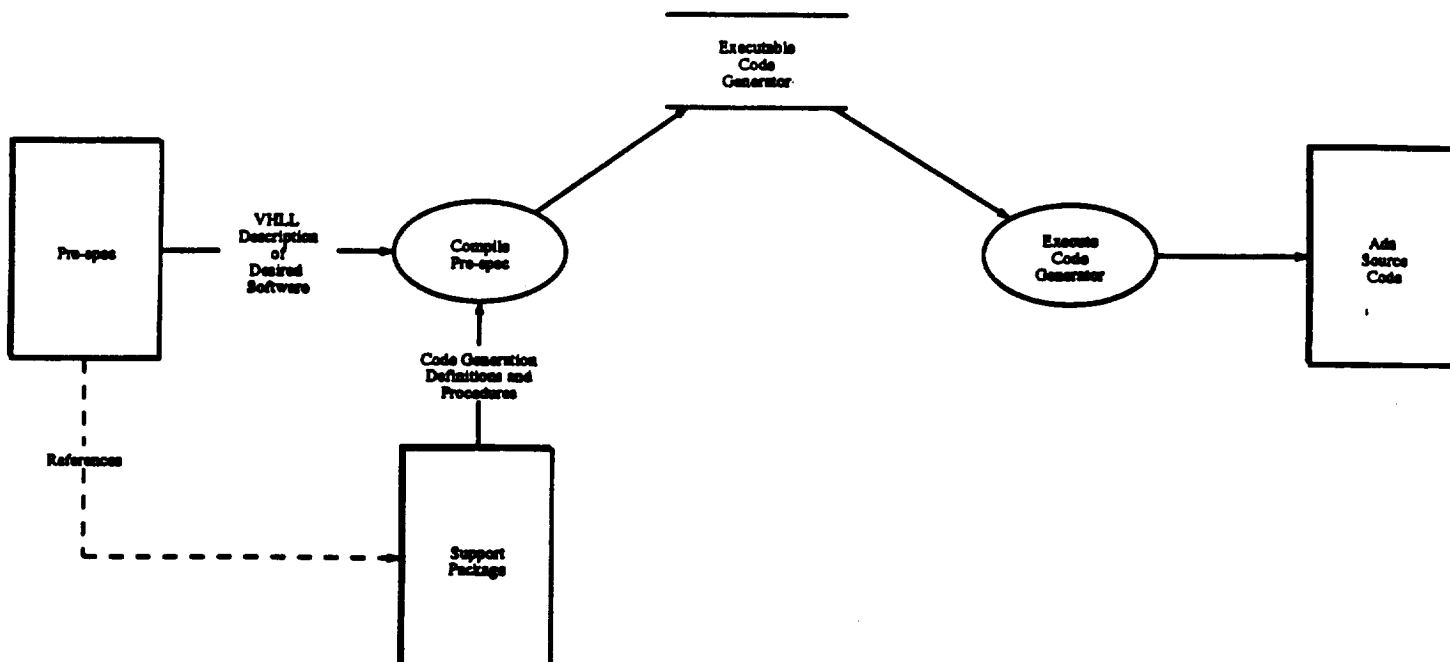 Executable
Code
Generator
Pre-spec
VHLL
Description
of
Desired
Software
Compile
Pre-spec
Execute
Code
Generator
Ada
Source
Code
Code Generation
Definitions and
Procedures
References
Support
Package